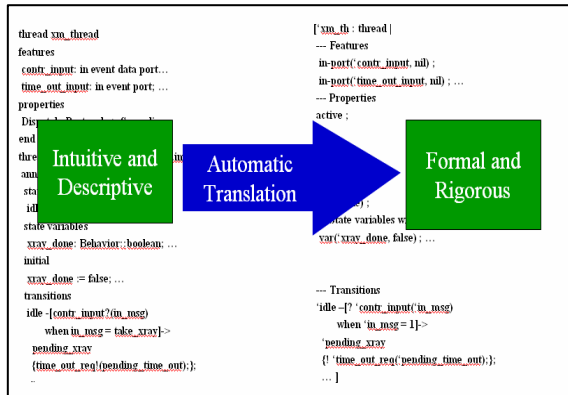 thread xm_thread
features
contr_input: in event data port…
time_out_input: in event port; …
properties
end
initial
state variables
xray_done: Behavior::boolean; …
initial
xray_done := false; …
transitions
idle -[contr_input?(in_msg)
when in_msg = take_xray]->
pending_xray
{time_out_req!(pending_time_out);};
Intuitive and
Descriptive
Automatic
Translation
Formal and
Rigorous
[‘xm_th : thread |
--- Features
in-port(‘contr_input, nil) ;
in-port(‘time_out_input, nil) ; …
--- Properties
active ;
state variables
var(‘xray_done, false) ; …
--- Transitions
‘idle –[? ‘contr_input(‘in_msg)
when ‘in_msg = 1]->
‘pending_xray
{! ‘time_out_req(‘pending_time_out);};
… ]